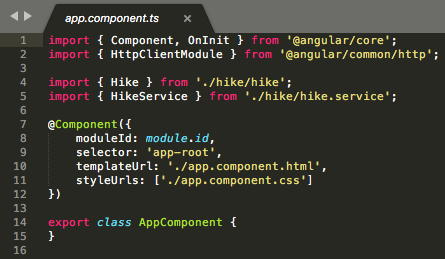 app.component.ts ×
1 import { Component, OnInit } from '@angular/core';
2 import { HttpClientModule } from '@angular/common/http';
3
4 import { Hike } from './hike/hike';
5 import { HikeService } from './hike/hike.service';
6
7 @Component({
8     moduleId: module.id,
9     selector: 'app-root',
10     templateUrl: './app.component.html',
11     styleUrls: ['./app.component.css']
12 })
13
14 export class AppComponent {
15 }
16